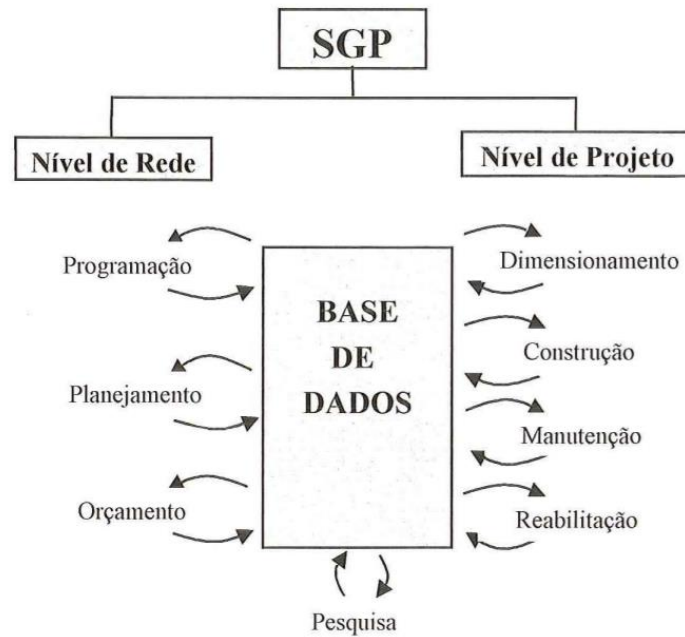 SGP
Nível de Rede
Nível de Projeto
Programação
Planejamento
Orçamento
BASE
DE
DADOS
Dimensionamento
Construção
Manutenção
Reabilitação
Pesquisa